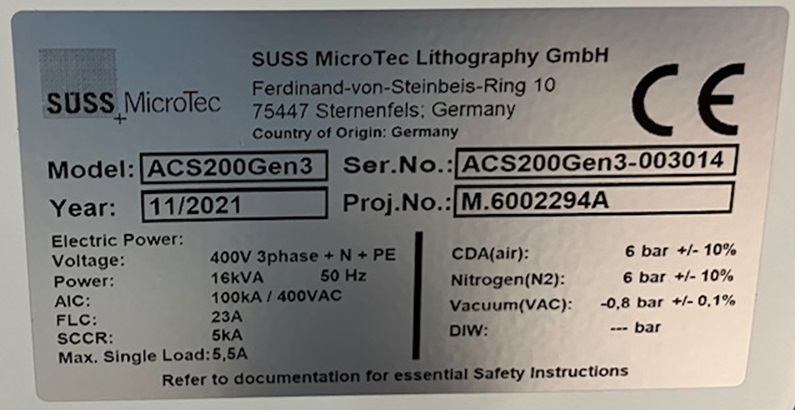 SUSS MicroTec Lithography GmbH
SUSS MicroTec
Ferdinand-von-Steinbeis-Ring 10
75447 Sternenfels; Germany
Country of Origin: Germany
CE
Model: ACS200Gen3 Ser.No.: ACS200Gen3-003014
Year: 11/2021 Proj.No.: M.6002294A
Electric Power:
Voltage: 400V 3phase + N + PE
Power: 16kVA 50 Hz
AIC: 100kA / 400VAC
FLC: 23A
SCCR: 5kA
Max. Single Load: 5,5A
CDA(air): 6 bar +/- 10%
Nitrogen(N2): 6 bar +/- 10%
Vacuum(VAC): -0,8 bar +/- 0,1%
DIW: --- bar
Refer to documentation for essential Safety Instructions